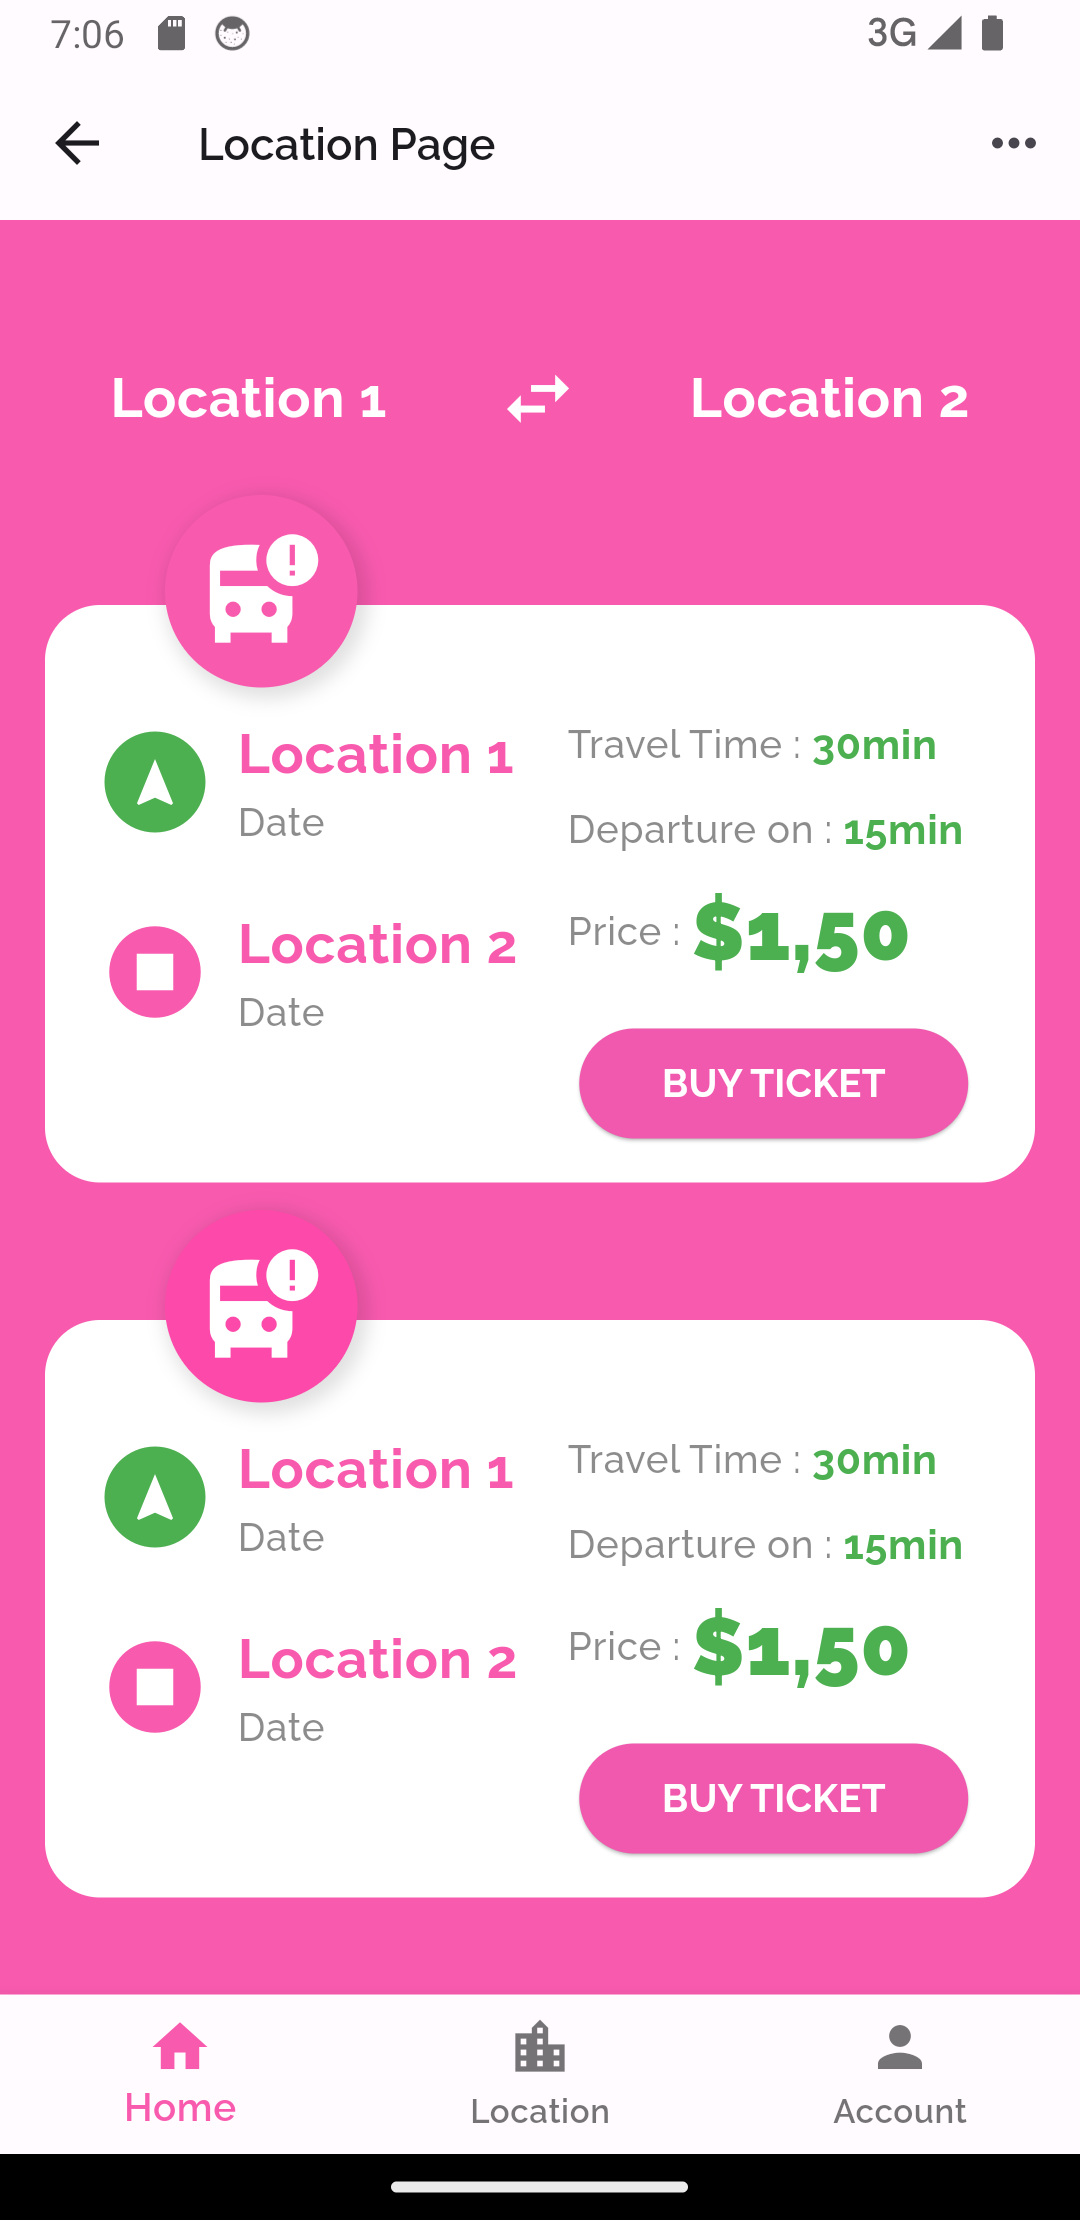 7:06 3G
Location Page
Location 1 Location 2
Location 1
Date
Location 2
Date
Travel Time : 30min
Departure on : 15min
Price : $1,50
BUY TICKET
Location 1
Date
Location 2
Date
Travel Time : 30min
Departure on : 15min
Price : $1,50
BUY TICKET
Home Location Account